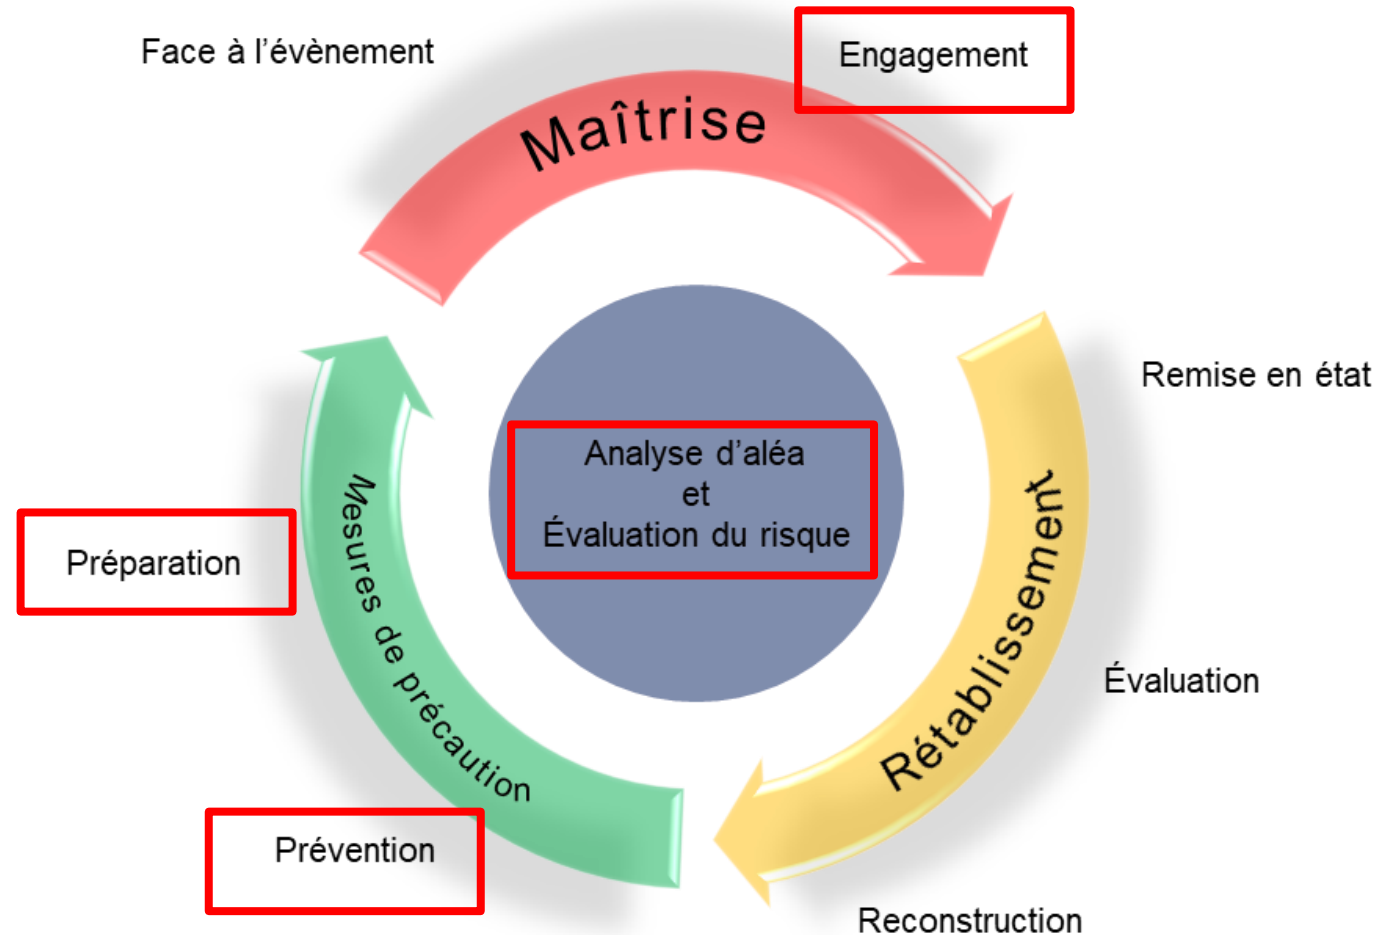 Face à l’évènement
Engagement
Maîtrise
Remise en état
Analyse d’aléa
et
Évaluation du risque
Préparation
Mesures de précaution
Rétablissement
Évaluation
Prévention
Reconstruction